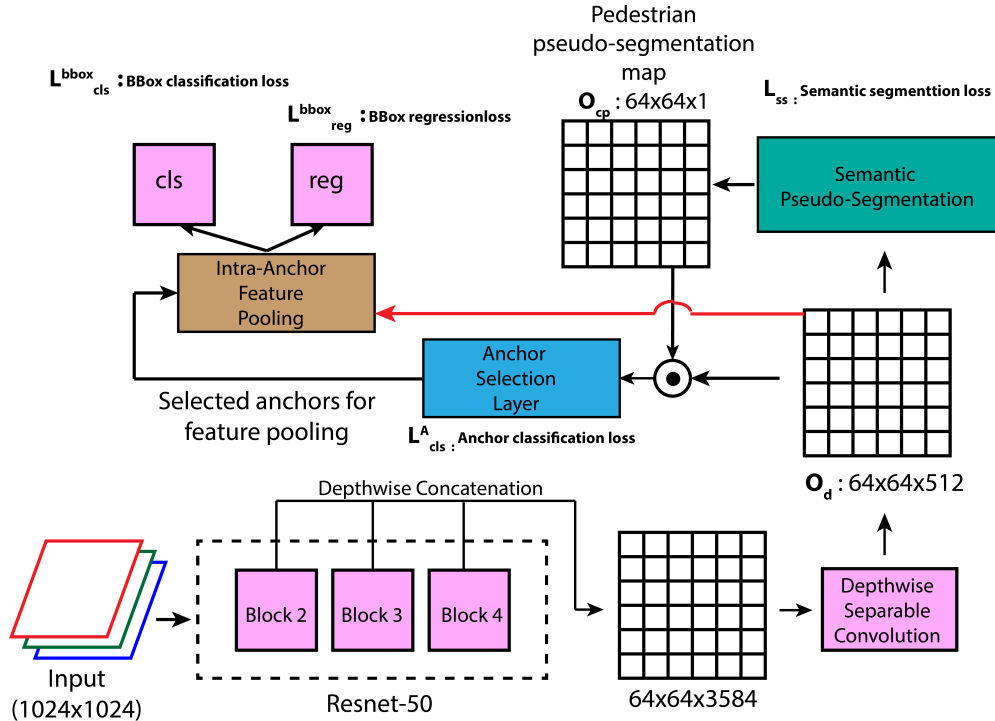 Pedestrian
pseudo-segmentation
map
O_cp : 64x64x1
L^bbox_cls : BBox classification loss
L^bbox_reg : BBox regressionloss
L_ss : Semantic segmenttion loss
cls
reg
Semantic
Pseudo-Segmentation
Intra-Anchor
Feature
Pooling
Anchor
Selection
Layer
Selected anchors for
feature pooling
L^A_cls : Anchor classification loss
O_d : 64x64x512
Depthwise Concatenation
Block 2
Block 3
Block 4
Depthwise
Separable
Convolution
Input
(1024x1024)
Resnet-50
64x64x3584